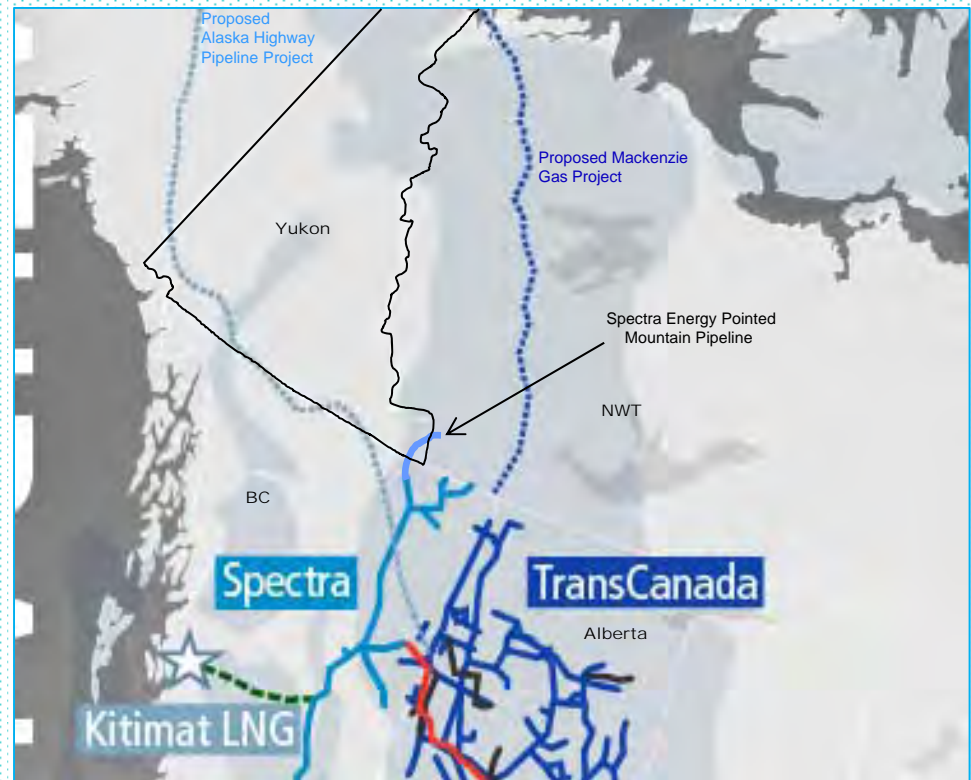 Proposed
Alaska Highway
Pipeline Project
Proposed Mackenzie
Gas Project
Yukon
Spectra Energy Pointed
Mountain Pipeline
NWT
BC
Spectra
TransCanada
Alberta
Kitimat LNG